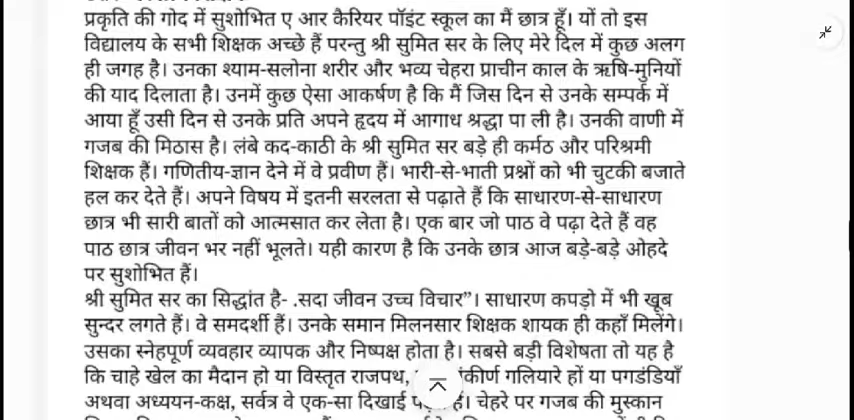 प्रकृति की गोद में सुशोभित ए आर कैरियर पॉइंट स्कूल का मैं छात्र हूँ। यों तो इस
विद्यालय के सभी शिक्षक अच्छे हैं परन्तु श्री सुमित सर के लिए मेरे दिल में कुछ अलग
ही जगह है। उनका श्याम-सलोना शरीर और भव्य चेहरा प्राचीन काल के ऋषि-मुनियों
की याद दिलाता है। उनमें कुछ ऐसा आकर्षण है कि मैं जिस दिन से उनके सम्पर्क में
आया हूँ उसी दिन से उनके प्रति अपने हृदय में आगाध श्रद्धा पा ली है। उनकी वाणी में
गजब की मिठास है। लंबे कद-काठी के श्री सुमित सर बड़े ही कर्मठ और परिश्रमी
शिक्षक हैं। गणितीय-ज्ञान देने में वे प्रवीण हैं। भारी-से-भाती प्रश्नों को भी चुटकी बजाते
हल कर देते हैं। अपने विषय में इतनी सरलता से पढ़ाते हैं कि साधारण-से-साधारण
छात्र भी सारी बातों को आत्मसात कर लेता है। एक बार जो पाठ वे पढ़ा देते हैं वह
पाठ छात्र जीवन भर नहीं भूलते। यही कारण है कि उनके छात्र आज बड़े-बड़े ओहदे
पर सुशोभित हैं।
श्री सुमित सर का सिद्धांत है- .सदा जीवन उच्च विचार”। साधारण कपड़ो में भी खूब
सुन्दर लगते हैं। वे समदर्शी हैं। उनके समान मिलनसार शिक्षक शायक ही कहाँ मिलेंगे।
उसका स्नेहपूर्ण व्यवहार व्यापक और निष्पक्ष होता है। सबसे बड़ी विशेषता तो यह है
कि चाहे खेल का मैदान हो या विस्तृत राजपथ, गलियारे हों या पगडंडियाँ
अथवा अध्ययन-कक्ष, सर्वत्र वे एक-सा दिखाई हैं। चेहरे पर गजब की मुस्कान